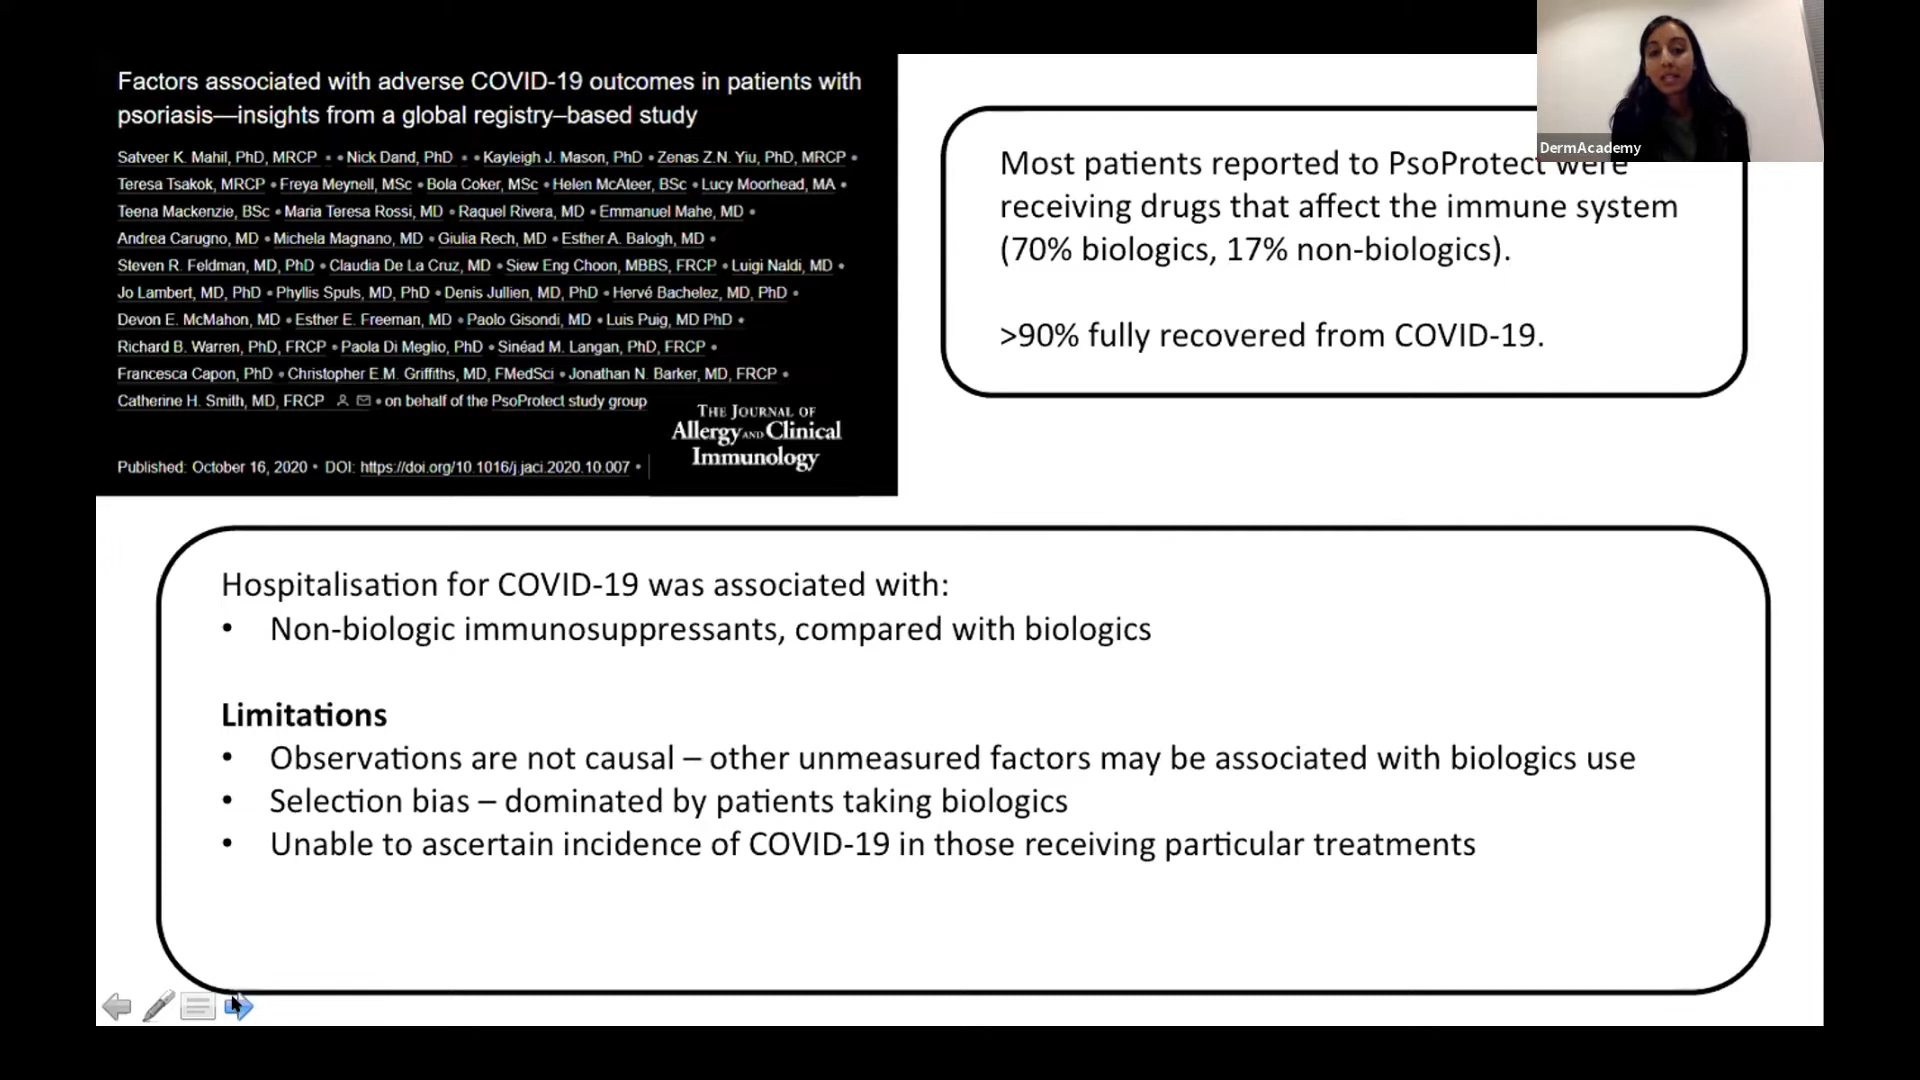 Factors associated with adverse COVID-19 outcomes in patients with
psoriasis—insights from a global registry–based study
Satveer K. Mahil, PhD, MRCP • • Nick Dand, PhD • • Kayleigh J. Mason, PhD • Zenas Z.N. Yiu, PhD, MRCP •
Teresa Tsakok, MRCP • Freya Meynell, MSc • Bola Coker, MSc • Helen McAteer, BSc • Lucy Moorhead, MA •
Teena Mackenzie, BSc • Maria Teresa Rossi, MD • Raquel Rivera, MD • Emmanuel Mahe, MD •
Andrea Carugno, MD • Michela Magnano, MD • Giulia Rech, MD • Esther A. Balogh, MD •
Steven R. Feldman, MD, PhD • Claudia De La Cruz, MD • Siew Eng Choon, MBBS, FRCP • Luigi Naldi, MD •
Jo Lambert, MD, PhD • Phyllis Spuls, MD, PhD • Denis Jullien, MD, PhD • Hervé Bachelez, MD, PhD •
Devon E. McMahon, MD • Esther E. Freeman, MD • Paolo Gisondi, MD • Luis Puig, MD PhD •
Richard B. Warren, PhD, FRCP • Paola Di Meglio, PhD • Sinéad M. Langan, PhD, FRCP •
Francesca Capon, PhD • Christopher E.M. Griffiths, MD, FMedSci • Jonathan N. Barker, MD, FRCP •
Catherine H. Smith, MD, FRCP • on behalf of the PsoProtect study group
THE JOURNAL OF
Allergy AND Clinical
Immunology
Published: October 16, 2020 • DOI: https://doi.org/10.1016/j.jaci.2020.10.007 •
DermAcademy
Most patients reported to PsoProtect were
receiving drugs that affect the immune system
(70% biologics, 17% non-biologics).
>90% fully recovered from COVID-19.
Hospitalisation for COVID-19 was associated with:
• Non-biologic immunosuppressants, compared with biologics
Limitations
• Observations are not causal – other unmeasured factors may be associated with biologics use
• Selection bias – dominated by patients taking biologics
• Unable to ascertain incidence of COVID-19 in those receiving particular treatments